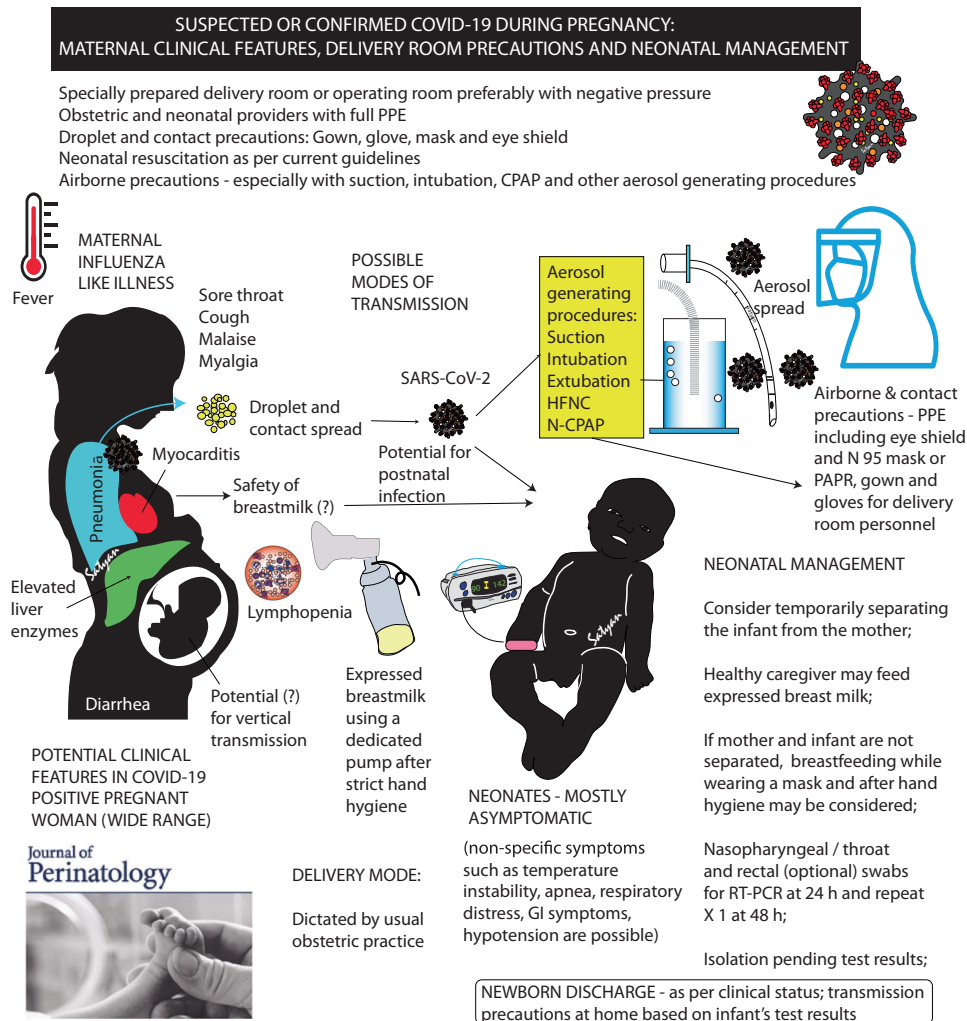 SUSPECTED OR CONFIRMED COVID-19 DURING PREGNANCY:
MATERNAL CLINICAL FEATURES, DELIVERY ROOM PRECAUTIONS AND NEONATAL MANAGEMENT
Specially prepared delivery room or operating room preferably with negative pressure
Obstetric and neonatal providers with full PPE
Droplet and contact precautions: Gown, glove, mask and eye shield
Neonatal resuscitation as per current guidelines
Airborne precautions - especially with suction, intubation, CPAP and other aerosol generating procedures
Fever
MATERNAL
INFLUENZA
LIKE ILLNESS
Sore throat
Cough
Malaise
Myalgia
POSSIBLE
MODES OF
TRANSMISSION
Aerosol
generating
procedures:
Suction
Intubation
Extubation
HFNC
N-CPAP
Aerosol
spread
SARS-CoV-2
Droplet and
contact spread
Potential for
postnatal
infection
Airborne & contact
precautions - PPE
including eye shield
and N 95 mask or
PAPR, gown and
gloves for delivery
room personnel
Pneumonia
Myocarditis
Safety of
breastmilk (?)
Satyan
Elevated
liver
enzymes
Lymphopenia
90
142
Satyan
Diarrhea
Potential (?)
for vertical
transmission
Expressed
breastmilk
using a
dedicated
pump after
strict hand
hygiene
NEONATAL MANAGEMENT
Consider temporarily separating
the infant from the mother;
Healthy caregiver may feed
expressed breast milk;
If mother and infant are not
separated, breastfeeding while
wearing a mask and after hand
hygiene may be considered;
Nasopharyngeal / throat
and rectal (optional) swabs
for RT-PCR at 24 h and repeat
X 1 at 48 h;
Isolation pending test results;
POTENTIAL CLINICAL
FEATURES IN COVID-19
POSITIVE PREGNANT
WOMAN (WIDE RANGE)
Journal of
Perinatology
DELIVERY MODE:
Dictated by usual
obstetric practice
NEONATES - MOSTLY
ASYMPTOMATIC
(non-specific symptoms
such as temperature
instability, apnea, respiratory
distress, GI symptoms,
hypotension are possible)
NEWBORN DISCHARGE - as per clinical status; transmission
precautions at home based on infant's test results